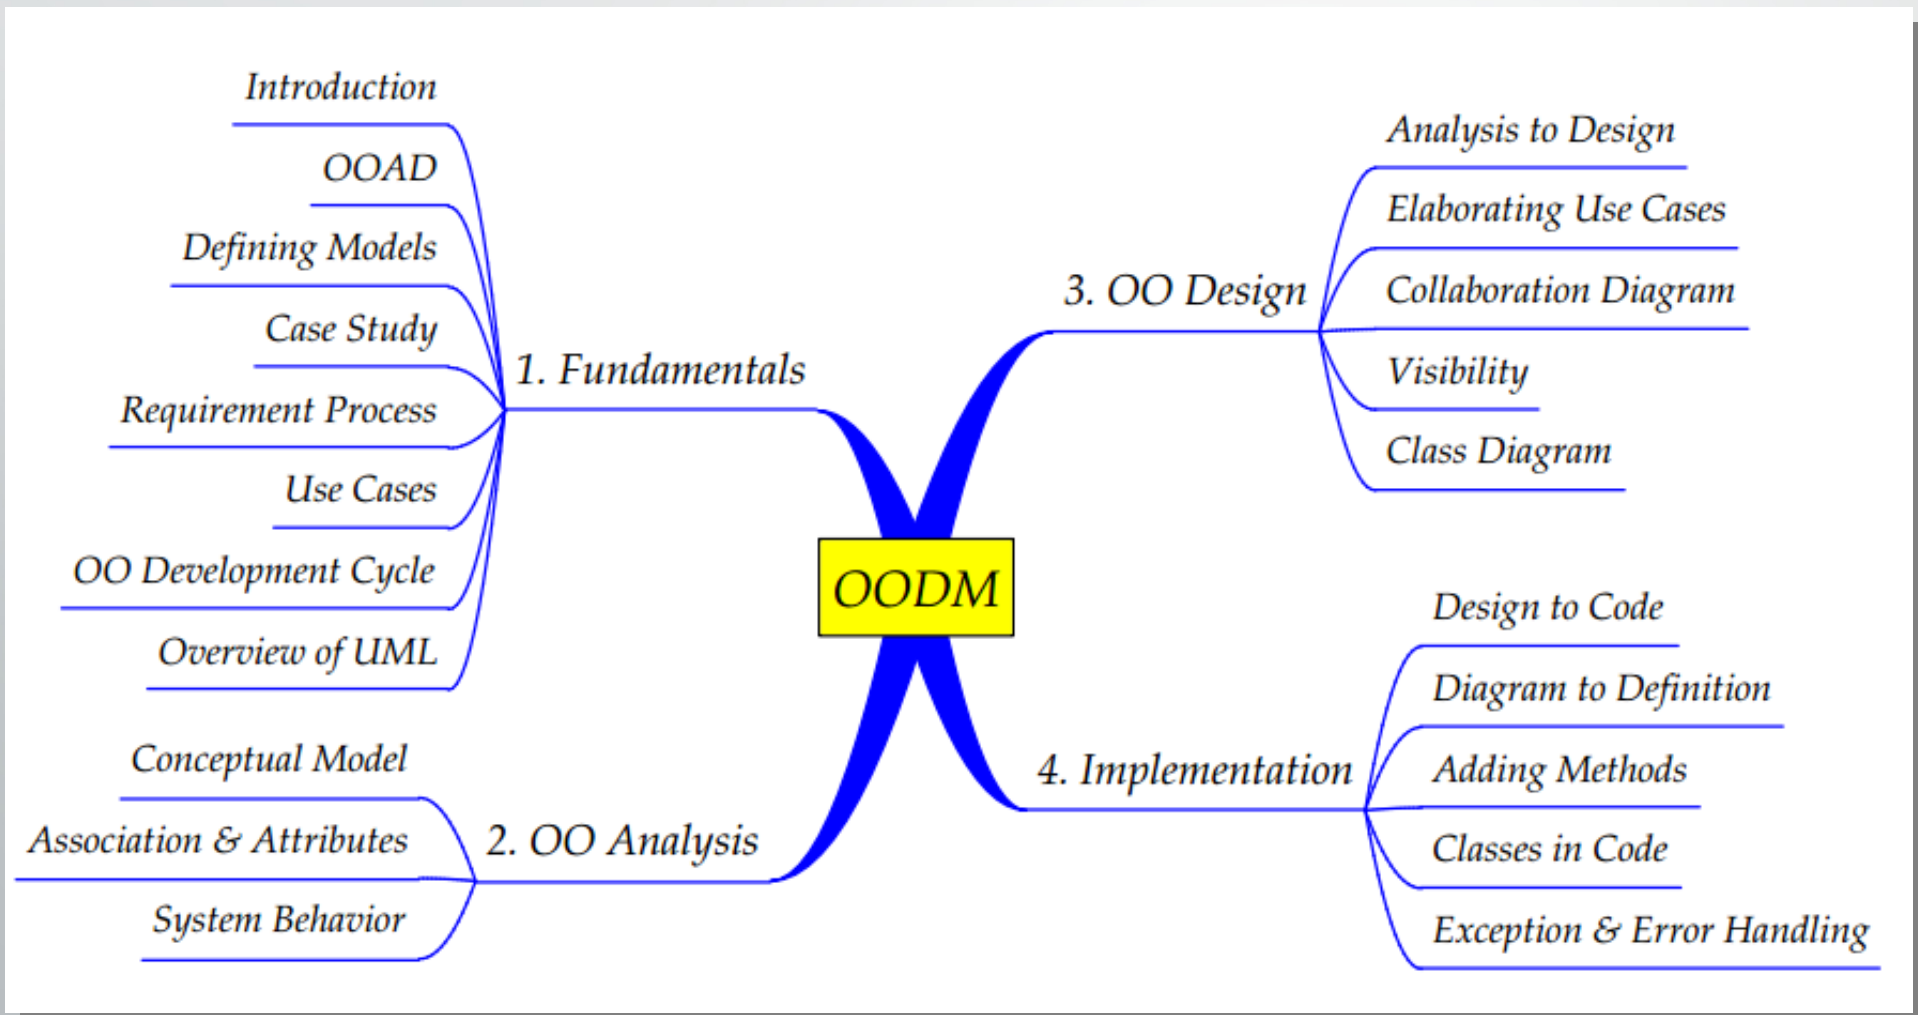 OODM
1. Fundamentals
Introduction
OOAD
Defining Models
Case Study
Requirement Process
Use Cases
OO Development Cycle
Overview of UML
2. OO Analysis
Conceptual Model
Association & Attributes
System Behavior
3. OO Design
Analysis to Design
Elaborating Use Cases
Collaboration Diagram
Visibility
Class Diagram
4. Implementation
Design to Code
Diagram to Definition
Adding Methods
Classes in Code
Exception & Error Handling